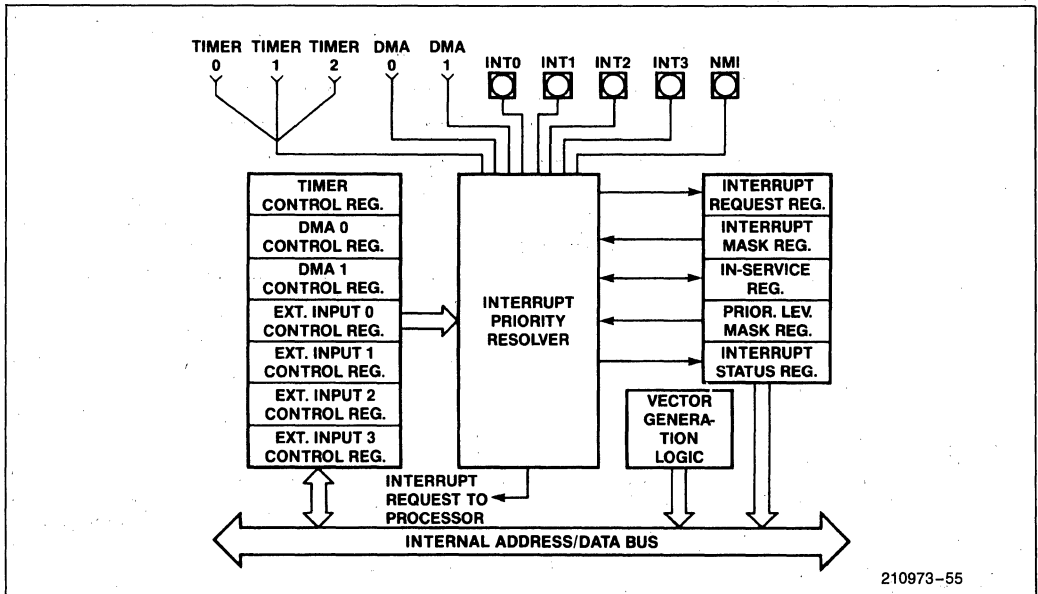 TIMER TIMER TIMER DMA DMA
0 1 2 0 1
INT0 INT1 INT2 INT3 NMI
TIMER
CONTROL REG.
DMA 0
CONTROL REG.
DMA 1
CONTROL REG.
EXT. INPUT 0
CONTROL REG.
EXT. INPUT 1
CONTROL REG.
EXT. INPUT 2
CONTROL REG.
EXT. INPUT 3
CONTROL REG.
INTERRUPT
PRIORITY
RESOLVER
INTERRUPT
REQUEST REG.
INTERRUPT
MASK REG.
IN-SERVICE
REG.
PRIOR. LEV.
MASK REG.
INTERRUPT
STATUS REG.
VECTOR
GENERA-
TION
LOGIC
INTERRUPT
REQUEST TO
PROCESSOR
INTERNAL ADDRESS/DATA BUS
210973-55